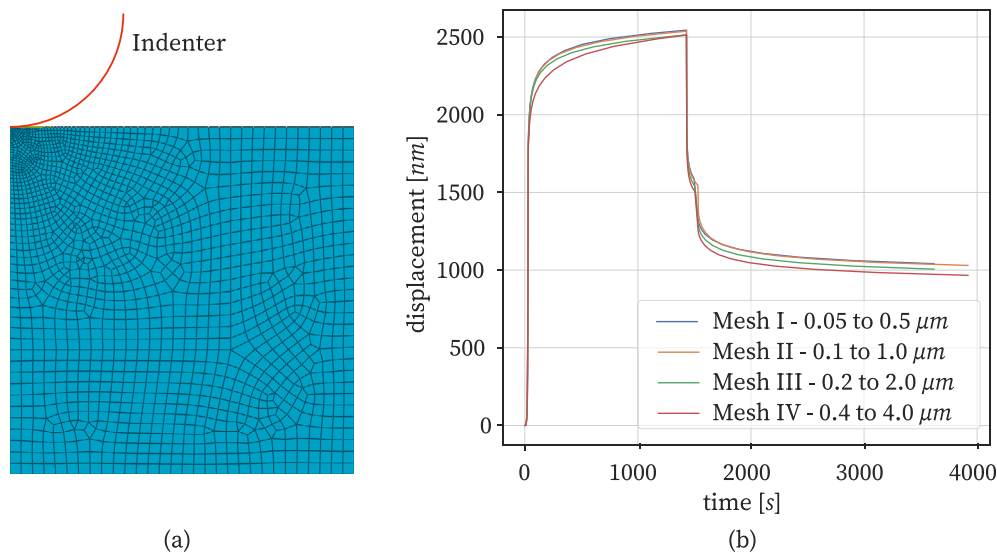 Indenter
(a)
displacement [nm]
2500
2000
1500
1000
500
0
Mesh I - 0.05 to 0.5 μm
Mesh II - 0.1 to 1.0 μm
Mesh III - 0.2 to 2.0 μm
Mesh IV - 0.4 to 4.0 μm
0 1000 2000 3000 4000
time [s]
(b)